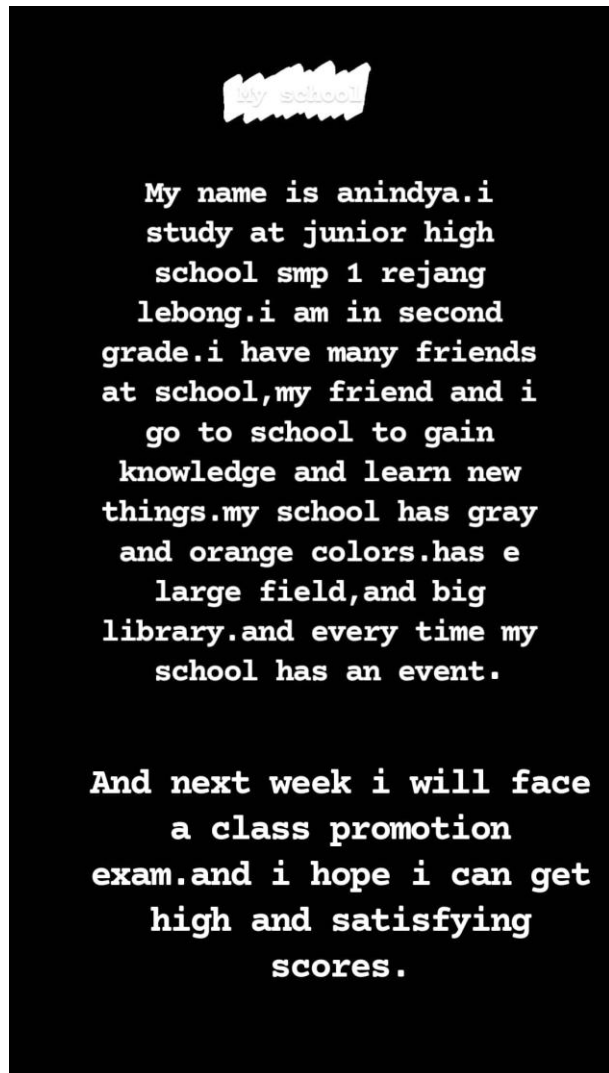 My school
My name is anindya.i
study at junior high
school smp 1 rejang
lebong.i am in second
grade.i have many friends
at school,my friend and i
go to school to gain
knowledge and learn new
things.my school has gray
and orange colors.has e
large field,and big
library.and every time my
school has an event.
And next week i will face
a class promotion
exam.and i hope i can get
high and satisfying
scores.